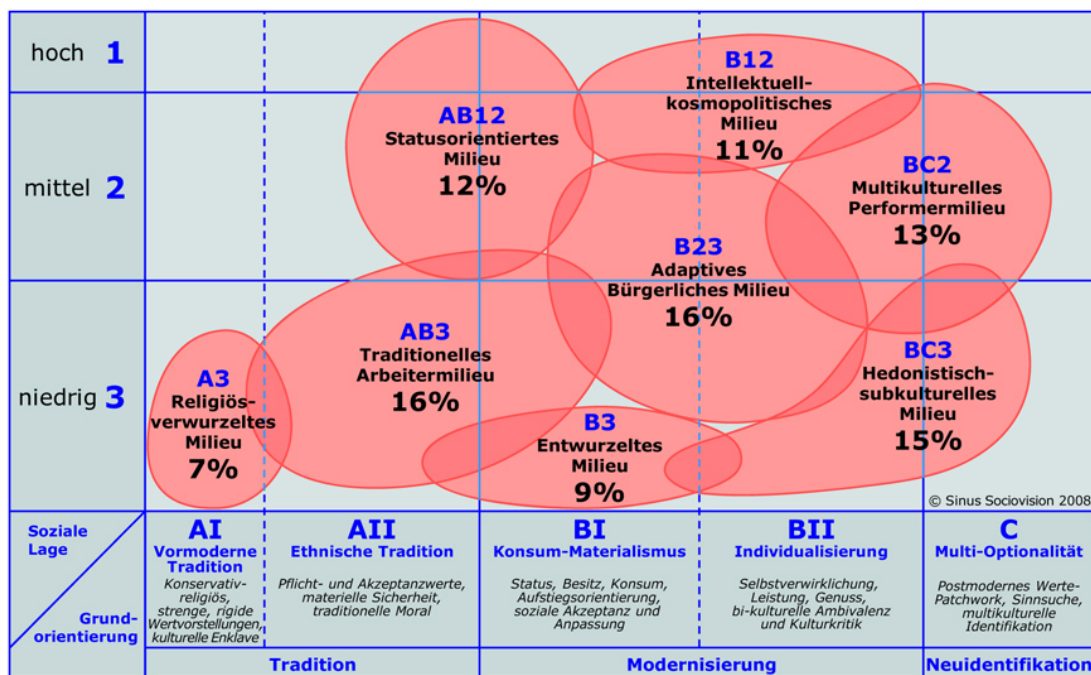 hoch 1
mittel 2
niedrig 3
B12
Intellektuell-
kosmopolitisches
Milieu
11%
AB12
Statusorientiertes
Milieu
12%
BC2
Multikulturelles
Performermilieu
13%
B23
Adaptives
Bürgerliches Milieu
16%
AB3
Traditionelles
Arbeitermilieu
16%
A3
Religiös-
verwurzeltes
Milieu
7%
BC3
Hedonistisch-
subkulturelles
Milieu
15%
B3
Entwurzeltes
Milieu
9%
© Sinus Sociovision 2008
Soziale
Lage
Grund-
orientierung
AI
Vormoderne
Tradition
Konservativ-
religiös,
strenge, rigide
Wertvorstellungen,
kulturelle Enklave
AII
Ethnische Tradition
Pflicht- und Akzeptanzwerte,
materielle Sicherheit,
traditionelle Moral
BI
Konsum-Materialismus
Status, Besitz, Konsum,
Aufstiegsorientierung,
soziale Akzeptanz und
Anpassung
BII
Individualisierung
Selbstverwirklichung,
Leistung, Genuss,
bi-kulturelle Ambivalenz
und Kulturkritik
C
Multi-Optionalität
Postmodernes Werte-
Patchwork, Sinnsuche,
multikulturelle
Identifikation
Tradition
Modernisierung
Neuidentifikation